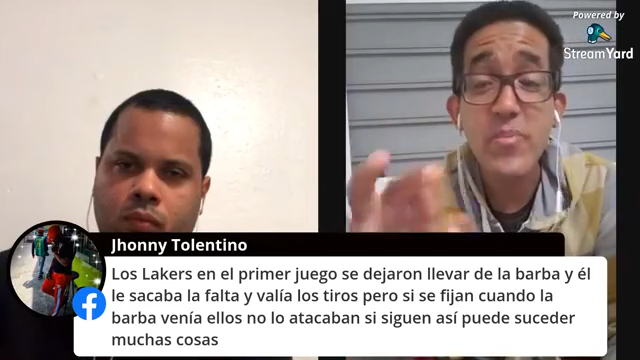 Powered by
StreamYard
Jhonny Tolentino
Los Lakers en el primer juego se dejaron llevar de la barba y él
le sacaba la falta y valía los tiros pero si se fijan cuando la
barba venía ellos no lo atacaban si siguen así puede suceder
muchas cosas